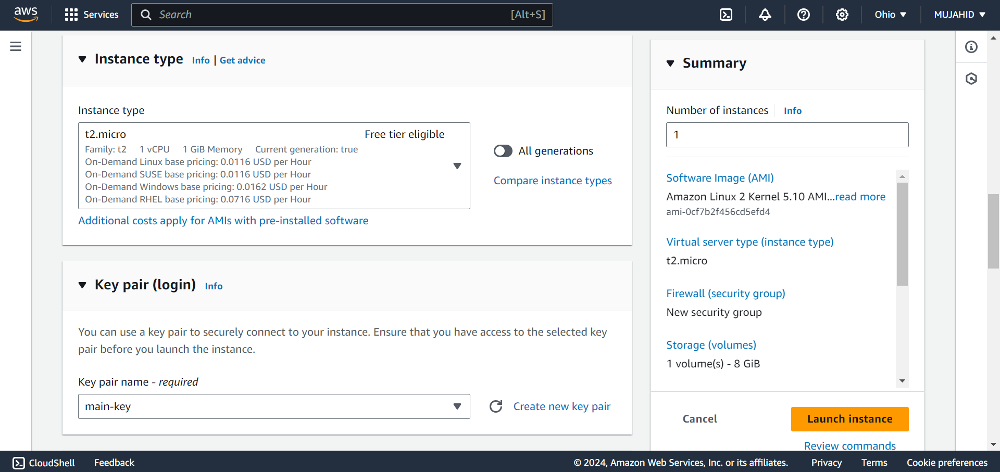 aws
Services
Search [Alt+S]
Ohio
MUJAHID
Instance type Info | Get advice
Instance type
t2.micro Free tier eligible
Family: t2 1 vCPU 1 GiB Memory Current generation: true
On-Demand Linux base pricing: 0.0116 USD per Hour
On-Demand SUSE base pricing: 0.0116 USD per Hour
On-Demand Windows base pricing: 0.0162 USD per Hour
On-Demand RHEL base pricing: 0.0716 USD per Hour
All generations
Compare instance types
Additional costs apply for AMIs with pre-installed software
Key pair (login) Info
You can use a key pair to securely connect to your instance. Ensure that you have access to the selected key
pair before you launch the instance.
Key pair name - required
main-key
Create new key pair
Summary
Number of instances Info
1
Software Image (AMI)
Amazon Linux 2 Kernel 5.10 AMI...read more
ami-0cf7b2f456cd5efd4
Virtual server type (instance type)
t2.micro
Firewall (security group)
New security group
Storage (volumes)
1 volume(s) - 8 GiB
Cancel
Launch instance
Review commands
CloudShell
Feedback
© 2024, Amazon Web Services, Inc. or its affiliates.
Privacy
Terms
Cookie preferences